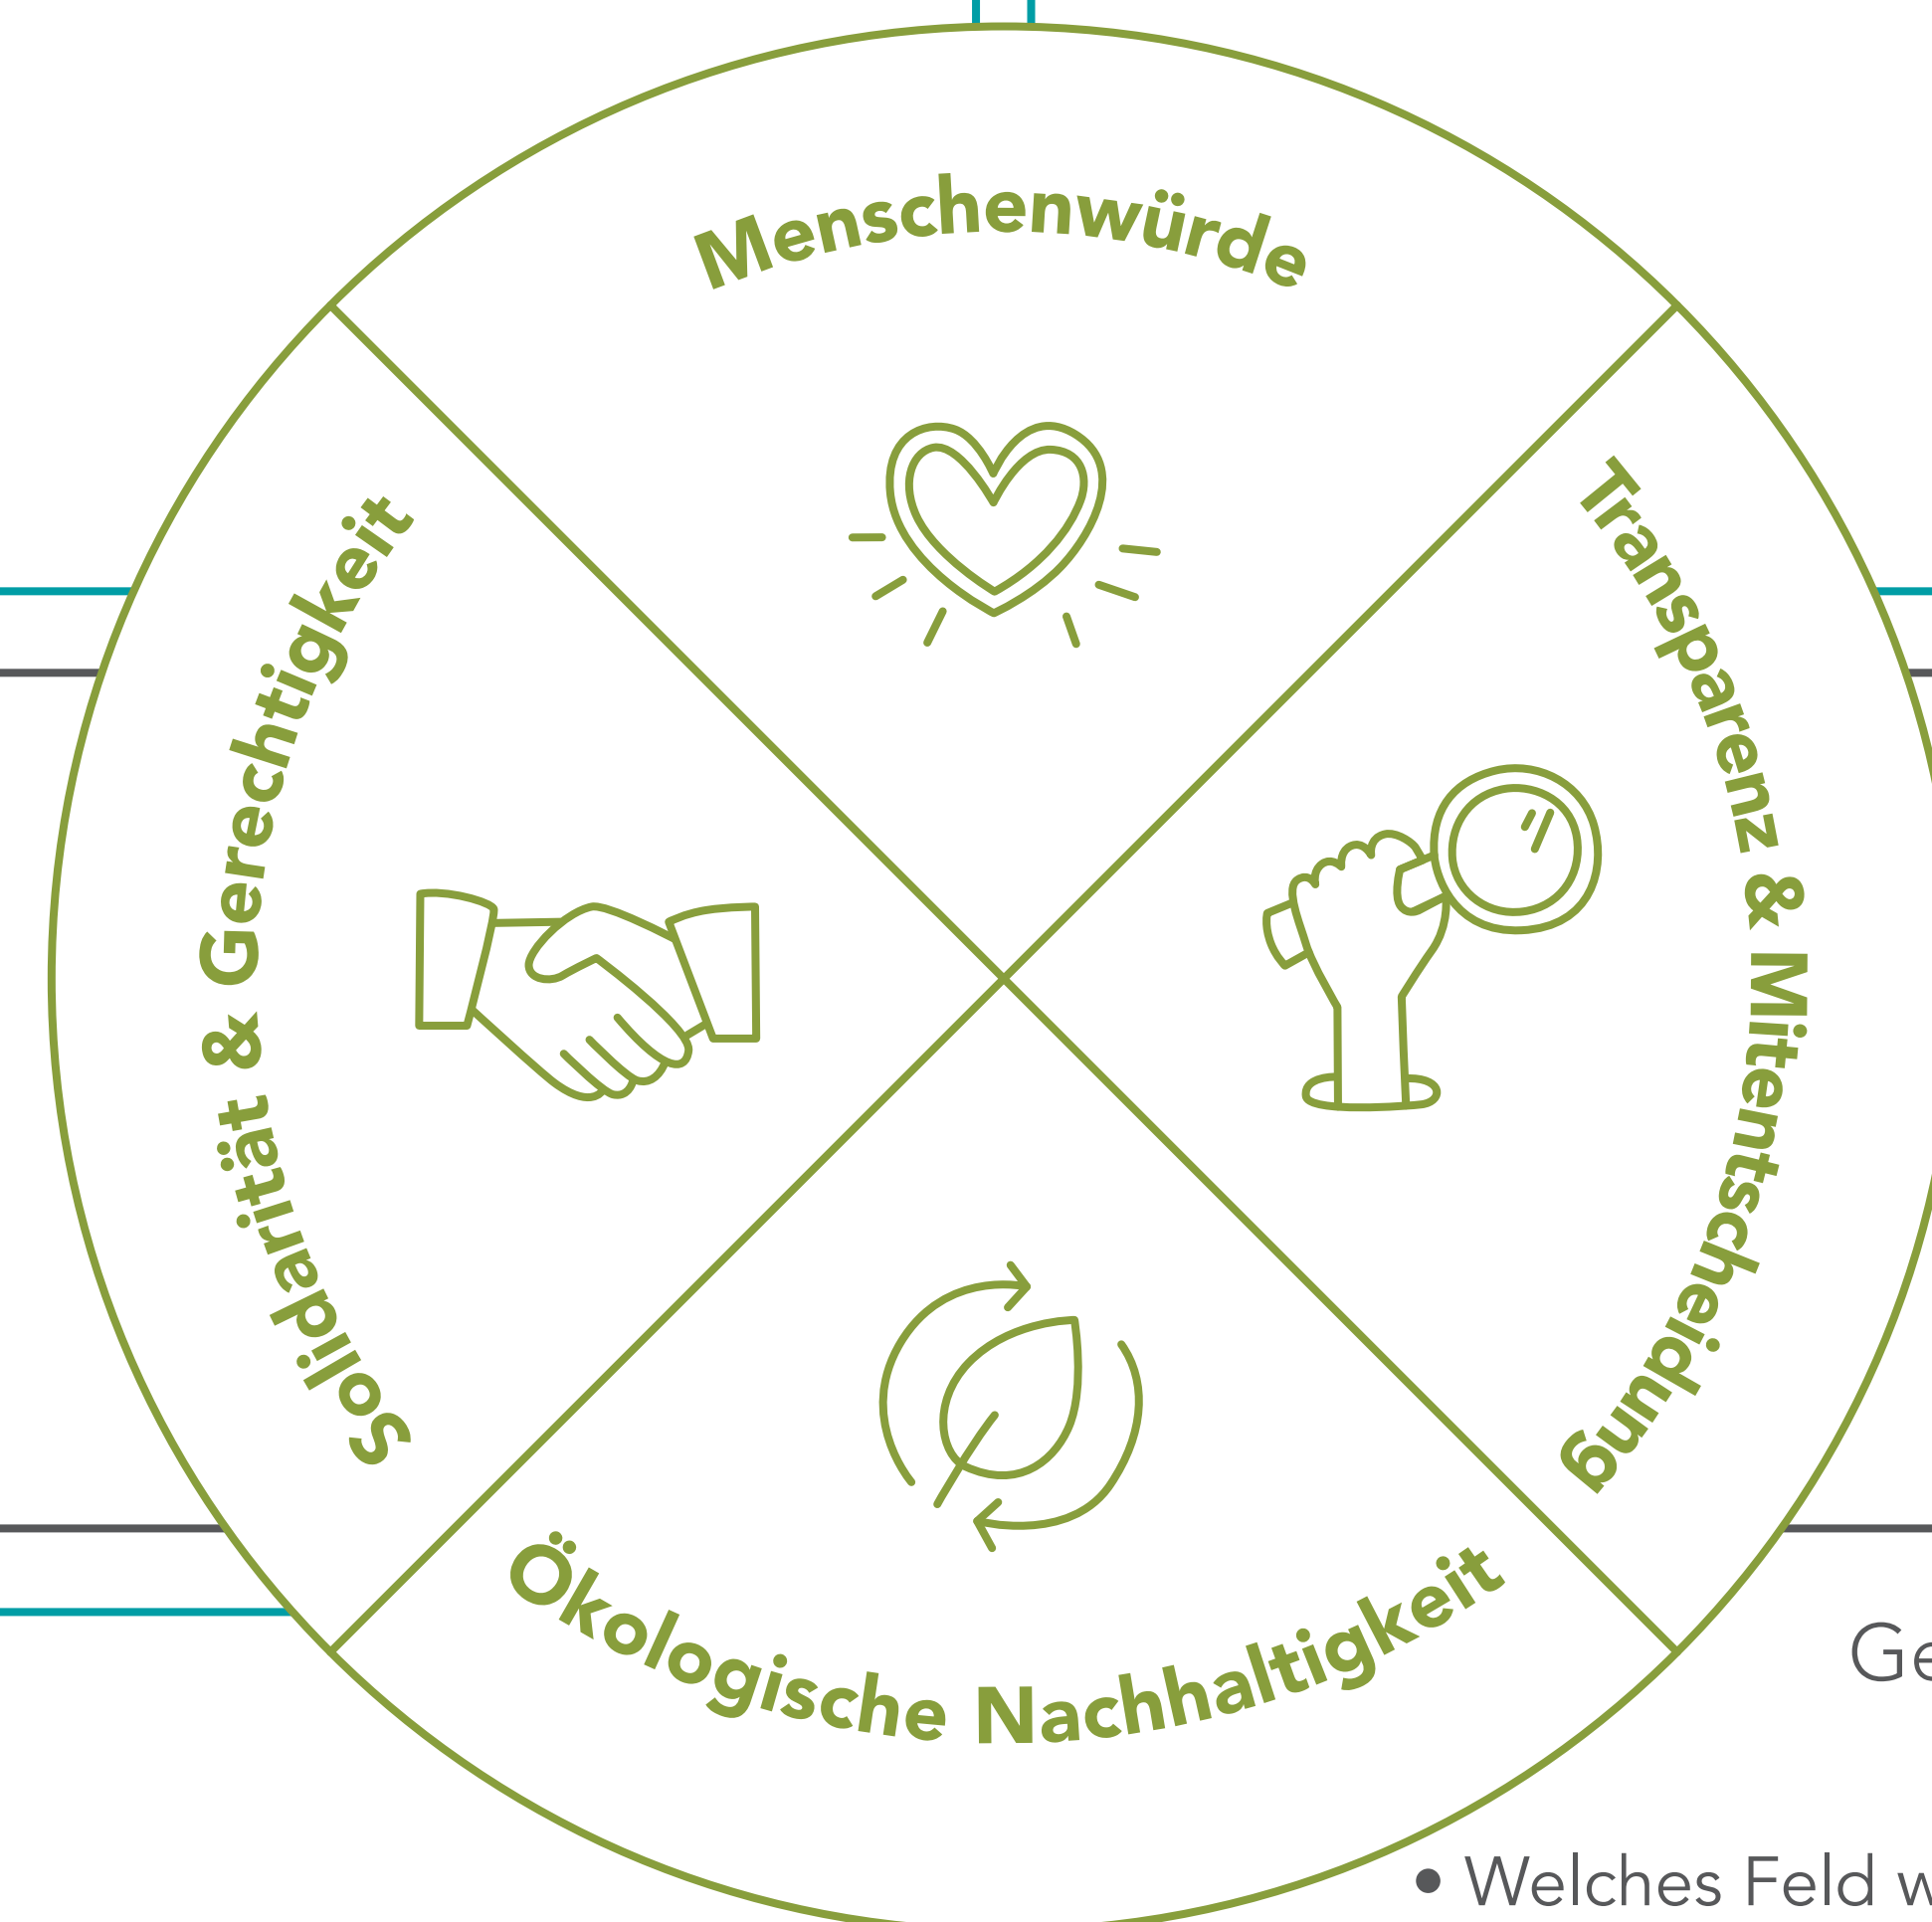 Menschenwürde
Transparenz & Mitentscheidung
Solidarität & Gerechtigkeit
Ökologische Nachhaltigkeit
• Welches Feld